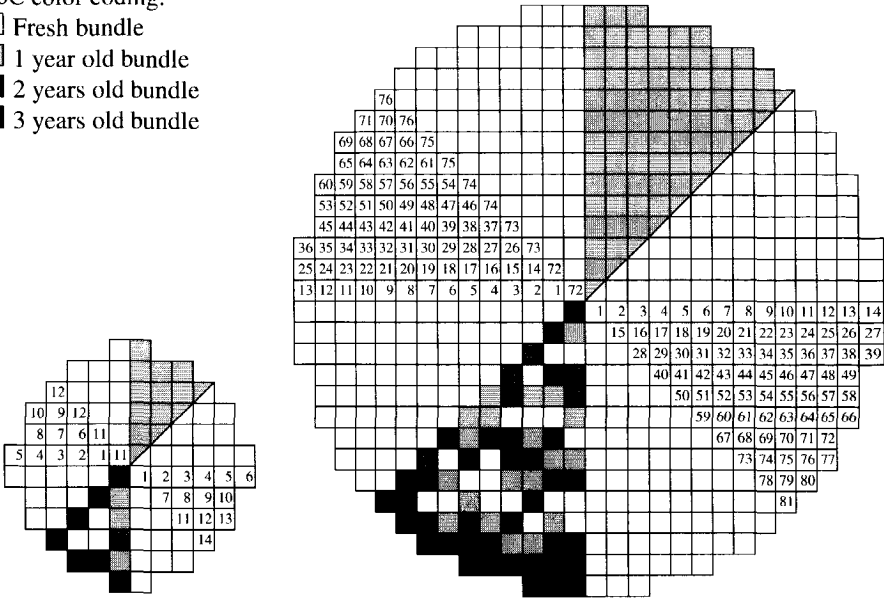 C color coding:
Fresh bundle
1 year old bundle
2 years old bundle
3 years old bundle
76
71 70 76
69 68 67 66 75
65 64 63 62 61 75
60 59 58 57 56 55 54 74
53 52 51 50 49 48 47 46 74
45 44 43 42 41 40 39 38 37 73
36 35 34 33 32 31 30 29 28 27 26 73
25 24 23 22 21 20 19 18 17 16 15 14 72
13 12 11 10 9 8 7 6 5 4 3 2 1 72
1 2 3 4 5 6 7 8 9 10 11 12 13 14
15 16 17 18 19 20 21 22 23 24 25 26 27
28 29 30 31 32 33 34 35 36 37 38 39
40 41 42 43 44 45 46 47 48 49
50 51 52 53 54 55 56 57 58
59 60 61 62 63 64 65 66
67 68 69 70 71 72
73 74 75 76 77
78 79 80
81
12
10 9 12
8 7 6 11
5 4 3 2 1 11
1 2 3 4 5 6
7 8 9 10
11 12 13
14